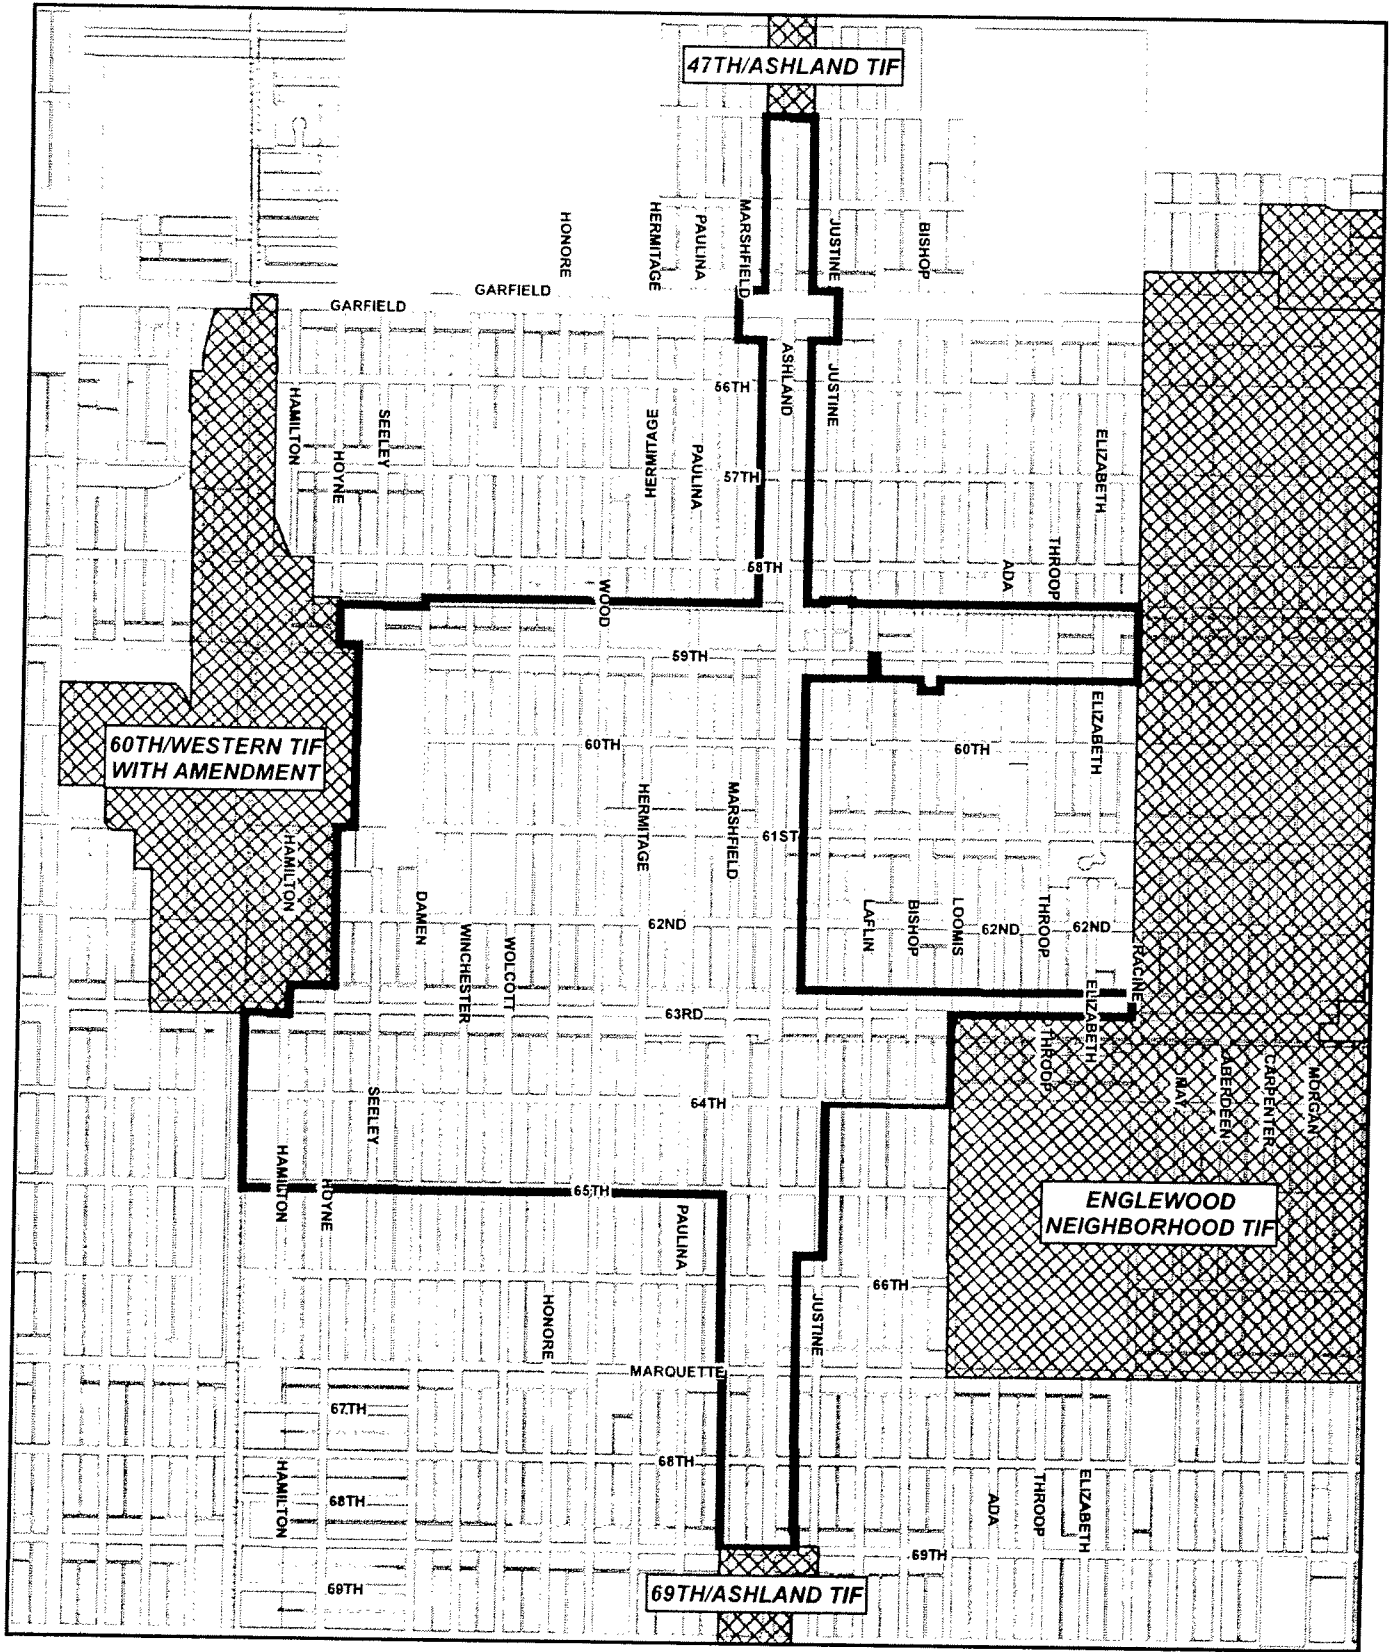 47TH/ASHLAND TIF
HONORE
HERMITAGE
PAULINA
MARSHFIELD
JUSTINE
BISHOP
GARFIELD
GARFIELD
ASHLAND
JUSTINE
56TH
HAMILTON
SEELEY
HOYNE
HERMITAGE
PAULINA
57TH
ELIZABETH
58TH
WOOD
ADA
THROOP
59TH
60TH/WESTERN TIF
WITH AMENDMENT
60TH
60TH
ELIZABETH
HERMITAGE
MARSHFIELD
61ST
HAMILTON
DAMEN
WINCHESTER
WOLCOTT
62ND
LAFLIN
BISHOP
LOOMIS
62ND
THROOP
62ND
RACINE
63RD
ELIZABETH
THROOP
MAY
ABERDEEN
CARPENTER
MORGAN
SEELEY
64TH
HAMILTON
HOYNE
65TH
PAULINA
ENGLEWOOD
NEIGHBORHOOD TIF
66TH
HONORE
JUSTINE
MARQUETTE
67TH
68TH
HAMILTON
68TH
ADA
THROOP
ELIZABETH
69TH
69TH
69TH/ASHLAND TIF